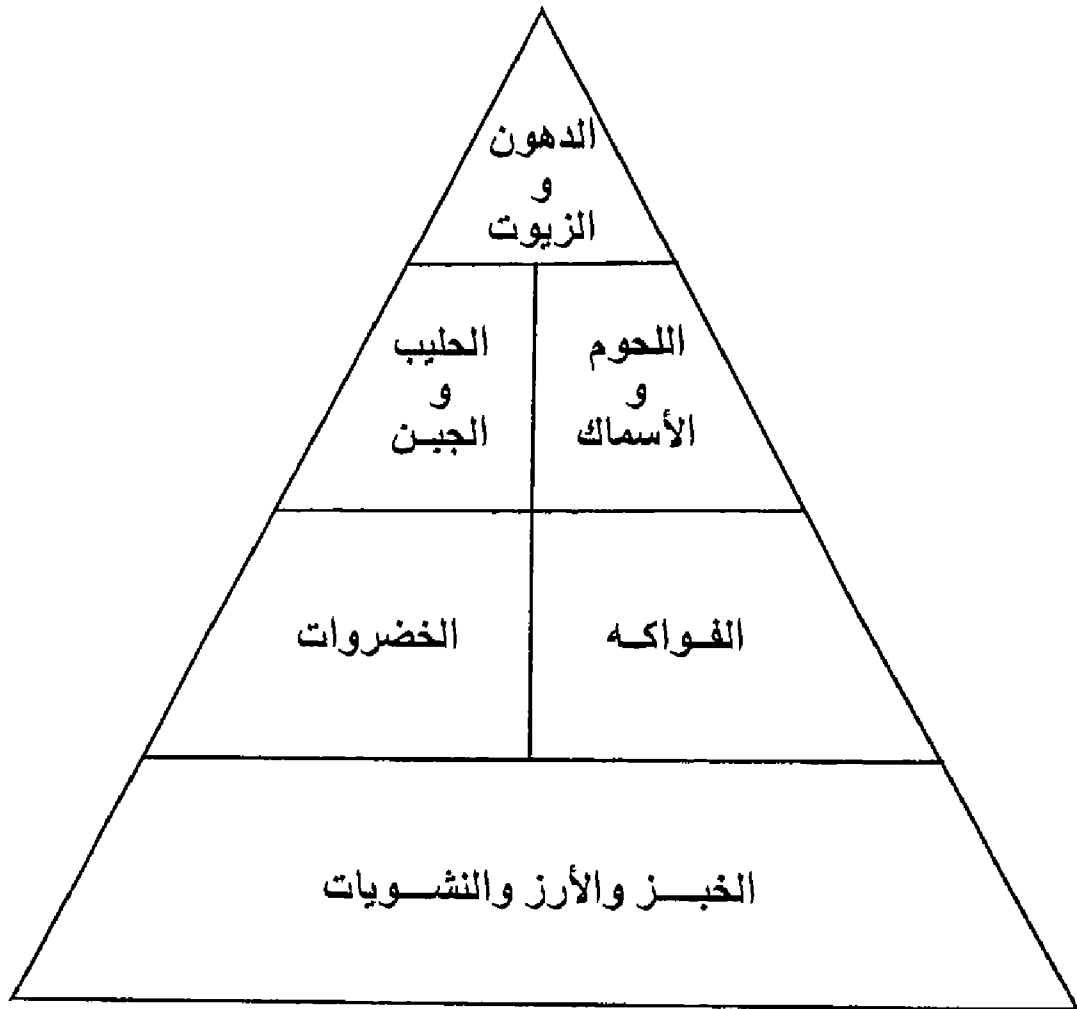 الدهون
و
الزيوت
اللحوم
و
الأسماك
الحليب
و
الجبن
الفواكه
الخضروات
الخبز والأرز والنشويات